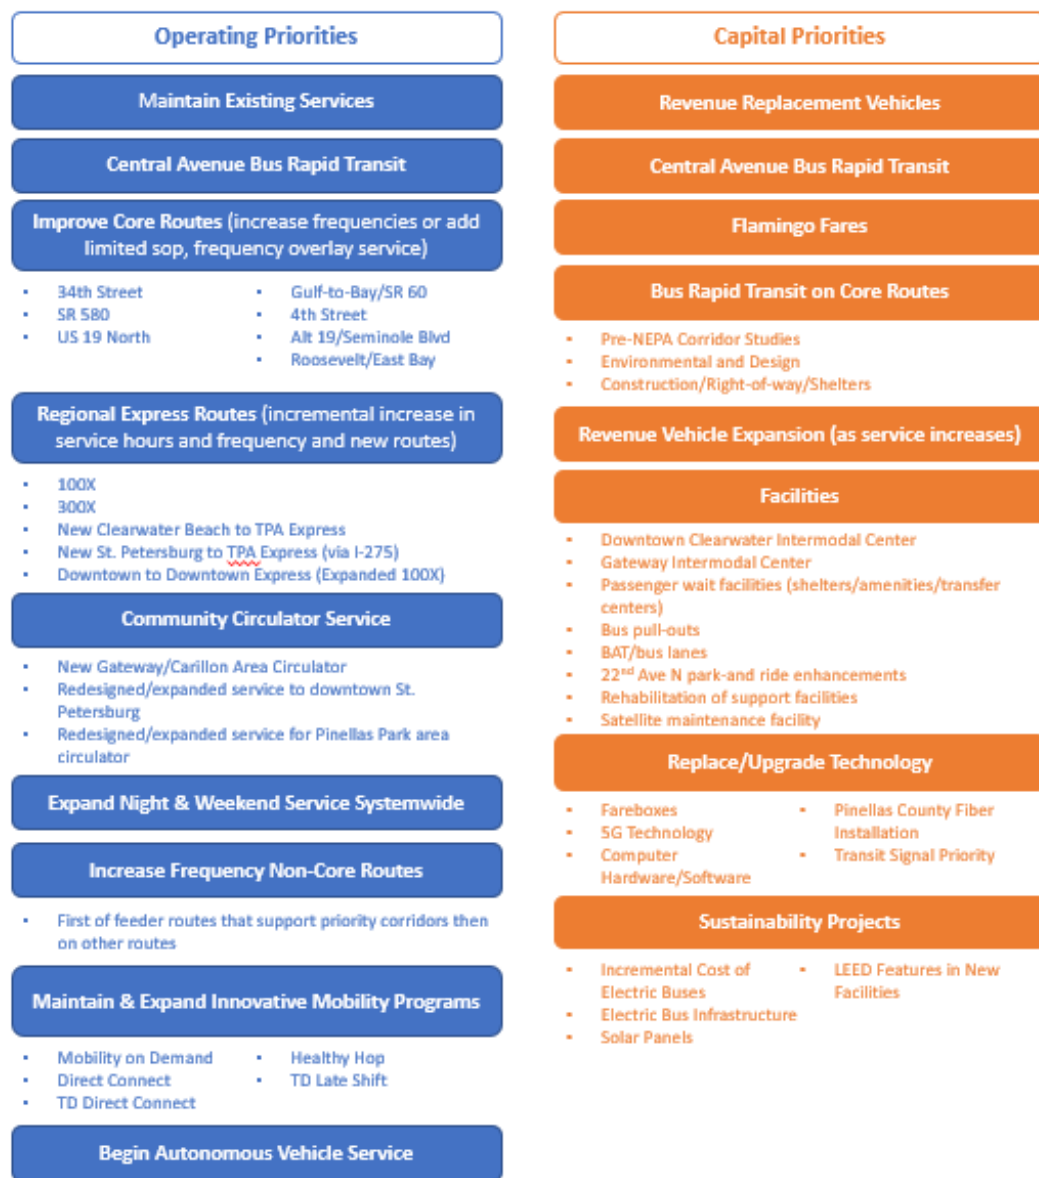 Operating Priorities
Maintain Existing Services
Central Avenue Bus Rapid Transit
Improve Core Routes (increase frequencies or add
limited sop, frequency overlay service)
▪ 34th Street
▪ SR 580
▪ US 19 North
▪ Gulf-to-Bay/SR 60
▪ 4th Street
▪ Alt 19/Seminole Blvd
▪ Roosevelt/East Bay
Regional Express Routes (incremental increase in
service hours and frequency and new routes)
▪ 100X
▪ 300X
▪ New Clearwater Beach to TPA Express
▪ New St. Petersburg to TPA Express (via I-275)
▪ Downtown to Downtown Express (Expanded 100X)
Community Circulator Service
▪ New Gateway/Carillon Area Circulator
▪ Redesigned/expanded service to downtown St.
Petersburg
▪ Redesigned/expanded service for Pinellas Park area
circulator
Expand Night & Weekend Service Systemwide
Increase Frequency Non-Core Routes
▪ First of feeder routes that support priority corridors then
on other routes
Maintain & Expand Innovative Mobility Programs
▪ Mobility on Demand
▪ Direct Connect
▪ TD Direct Connect
▪ Healthy Hop
▪ TD Late Shift
Begin Autonomous Vehicle Service
Capital Priorities
Revenue Replacement Vehicles
Central Avenue Bus Rapid Transit
Flamingo Fares
Bus Rapid Transit on Core Routes
▪ Pre-NEPA Corridor Studies
▪ Environmental and Design
▪ Construction/Right-of-way/Shelters
Revenue Vehicle Expansion (as service increases)
Facilities
▪ Downtown Clearwater Intermodal Center
▪ Gateway Intermodal Center
▪ Passenger wait facilities (shelters/amenities/transfer
centers)
▪ Bus pull-outs
▪ BAT/bus lanes
▪ 22nd Ave N park-and ride enhancements
▪ Rehabilitation of support facilities
▪ Satellite maintenance facility
Replace/Upgrade Technology
▪ Fareboxes
▪ 5G Technology
▪ Computer
Hardware/Software
▪ Pinellas County Fiber
Installation
▪ Transit Signal Priority
Sustainability Projects
▪ Incremental Cost of
Electric Buses
▪ Electric Bus Infrastructure
▪ Solar Panels
▪ LEED Features in New
Facilities